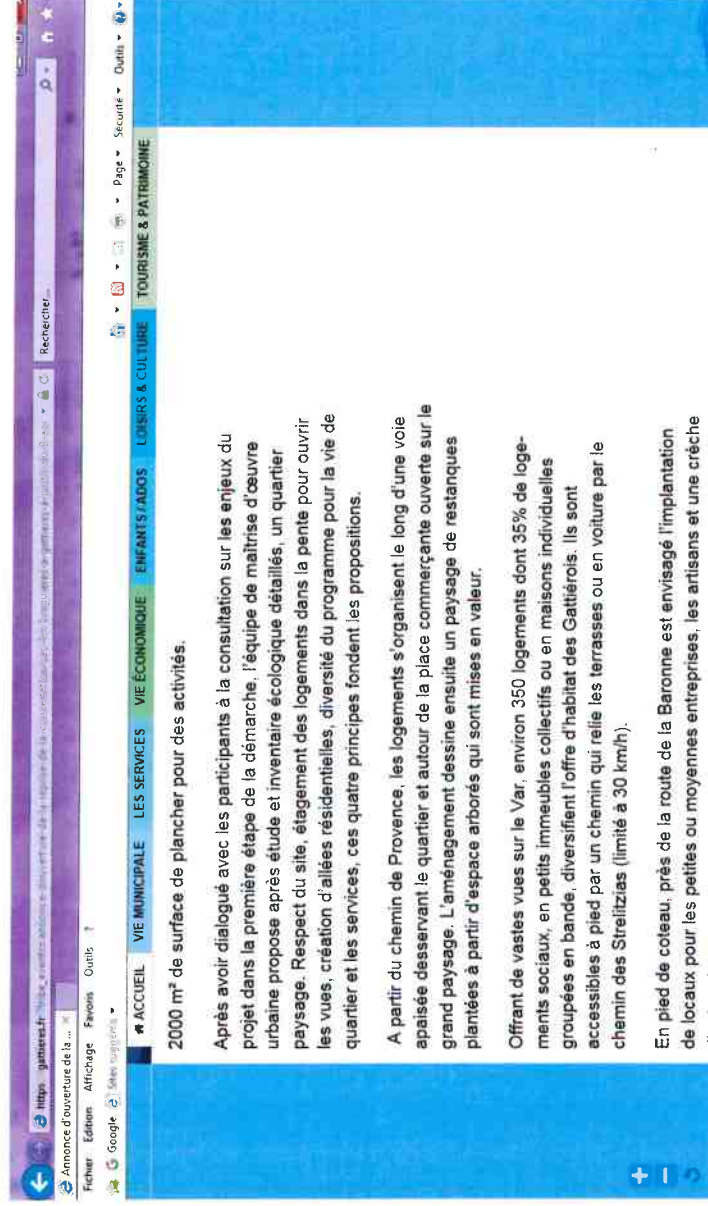 https gattieres.fr
Rechercher...
Annonce d'ouverture de la ...
Fichier Edition Affichage Favoris Outils ?
Google Sites suggérés
Page Sécurité Outils
ACCUEIL VIE MUNICIPALE LES SERVICES VIE ÉCONOMIQUE ENFANTS / ADOS LOISIRS & CULTURE TOURISME & PATRIMOINE
2000 m² de surface de plancher pour des activités.
Après avoir dialogué avec les participants à la consultation sur les enjeux du
projet dans la première étape de la démarche, l'équipe de maîtrise d'œuvre
urbaine propose après étude et inventaire écologique détaillés, un quartier
paysage. Respect du site, étagement des logements dans la pente pour ouvrir
les vues, création d'allées résidentielles, diversité du programme pour la vie de
quartier et les services, ces quatre principes fondent les propositions.
A partir du chemin de Provence, les logements s'organisent le long d'une voie
apaisée desservant le quartier et autour de la place commerçante ouverte sur le
grand paysage. L'aménagement dessine ensuite un paysage de restanques
plantées à partir d'espace arborés qui sont mises en valeur.
Offrant de vastes vues sur le Var, environ 350 logements dont 35% de loge-
ments sociaux, en petits immeubles collectifs ou en maisons individuelles
groupées en bande, diversifient l'offre d'habitat des Gattiérois. Ils sont
accessibles à pied par un chemin qui relie les terrasses ou en voiture par le
chemin des Strelitzias (limité à 30 km/h).
En pied de coteau, près de la route de la Baronne est envisagé l'implantation
de locaux pour les petites ou moyennes entreprises, les artisans et une crèche